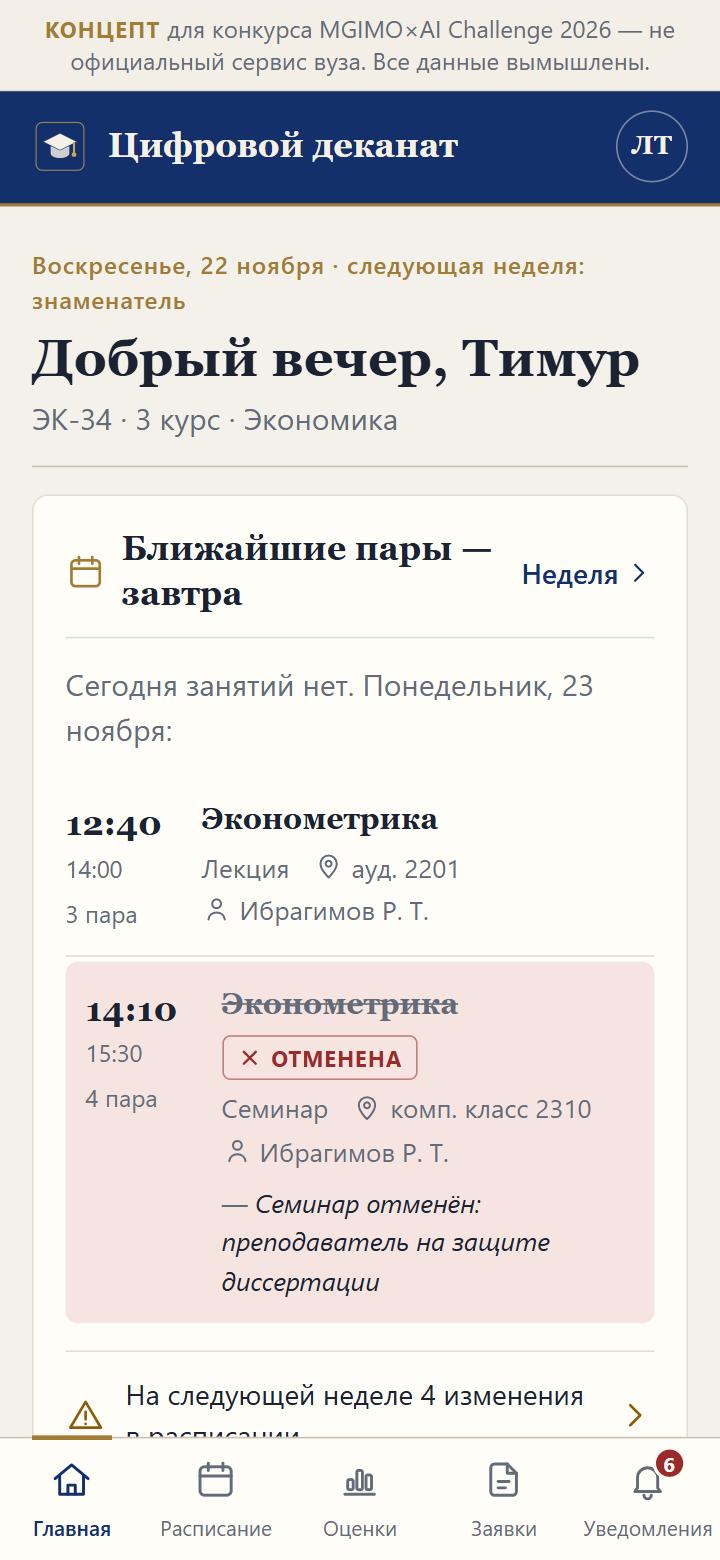 КОНЦЕПТ для конкурса MGIMO×AI Challenge 2026 — не
официальный сервис вуза. Все данные вымышлены.
Цифровой деканат
ЛТ
Воскресенье, 22 ноября · следующая неделя:
знаменатель
Добрый вечер, Тимур
ЭК-34 · 3 курс · Экономика
Ближайшие пары —
завтра
Неделя
Сегодня занятий нет. Понедельник, 23
ноября:
12:40 Эконометрика
14:00 Лекция ауд. 2201
3 пара Ибрагимов Р. Т.
14:10 Эконометрика
15:30 ОТМЕНЕНА
4 пара Семинар комп. класс 2310
Ибрагимов Р. Т.
— Семинар отменён:
преподаватель на защите
диссертации
На следующей неделе 4 изменения
в расписании
6
Главная Расписание Оценки Заявки Уведомления